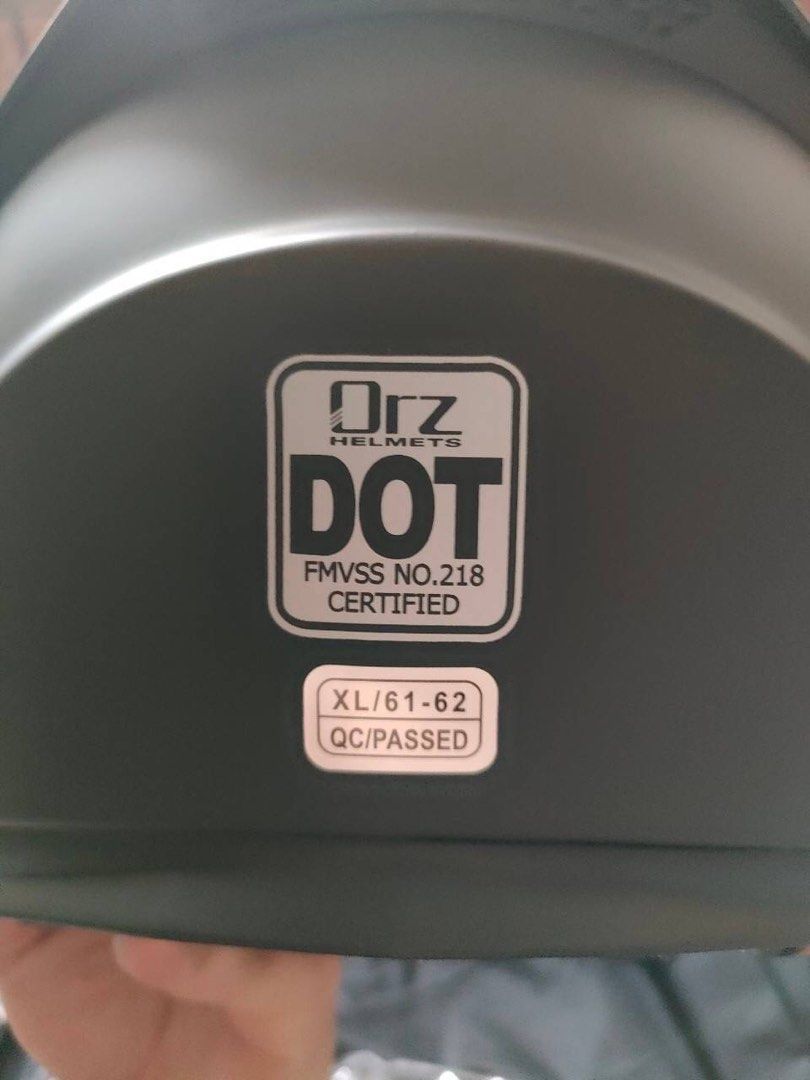 Orz
HELMETS
DOT
FMVSS NO.218
CERTIFIED
XL/61-62
QC/PASSED